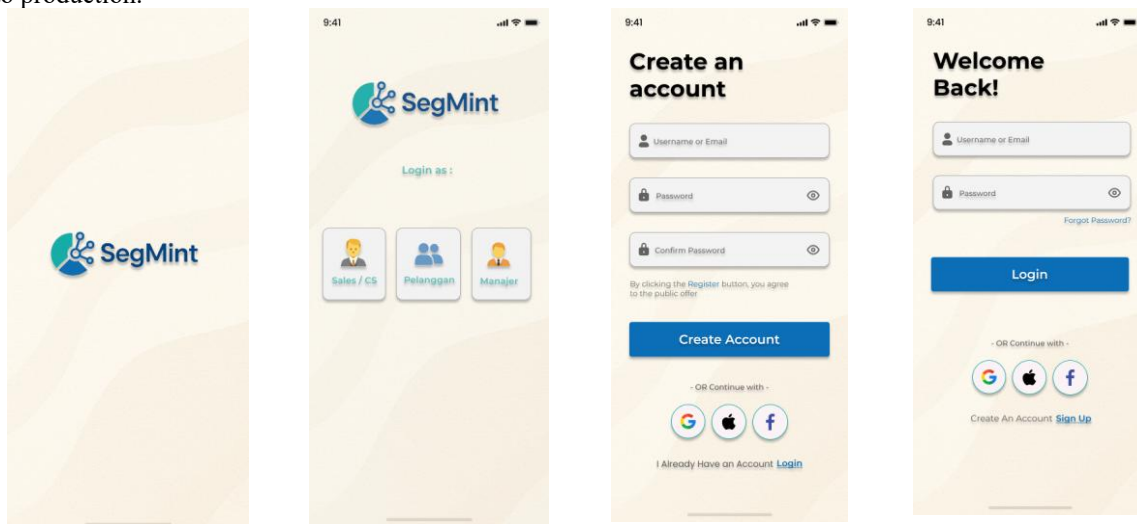 to production.
SegMint
9:41
SegMint
Login as :
Sales / CS
Pelanggan
Manajer
9:41
Create an
account
Username or Email
Password
Confirm Password
By clicking the Register button, you agree
to the public offer
Create Account
- OR Continue with -
G
f
I Already Have an Account Login
9:41
Welcome
Back!
Username or Email
Password
Forgot Password?
Login
- OR Continue with -
G
f
Create An Account Sign Up